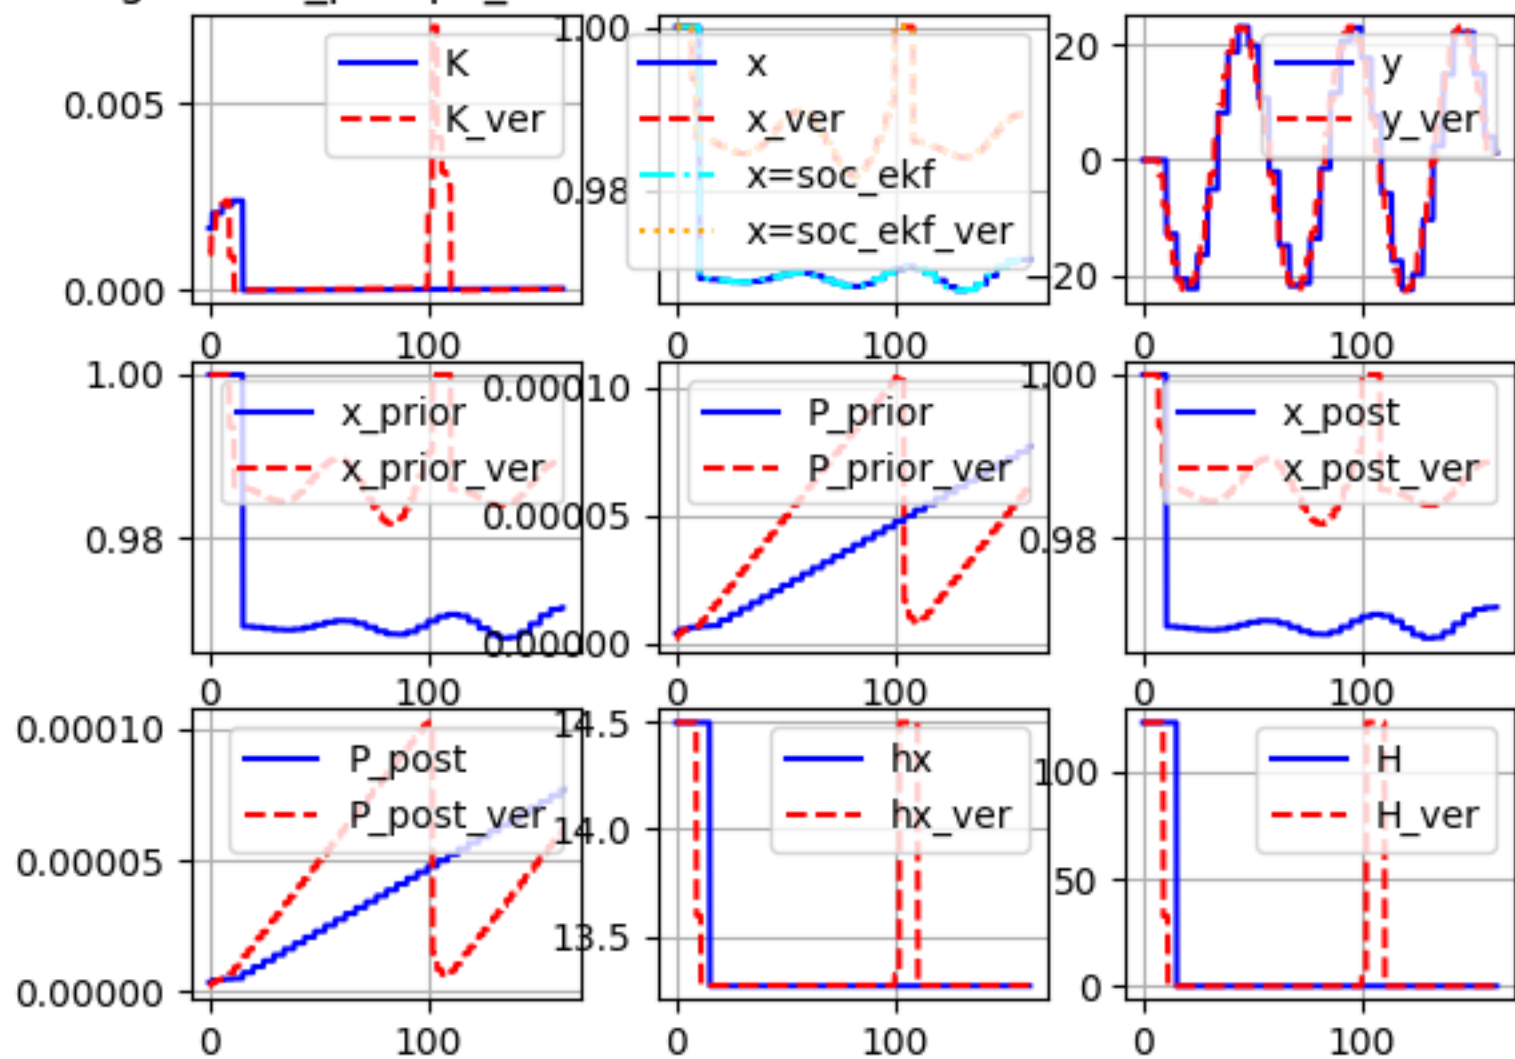 K
K_ver
0.005
0.000
0
100
x
x_ver
x=soc_ekf
x=soc_ekf_ver
1.00
0.98
0
100
y
y_ver
20
0
20
0
100
x_prior
x_prior_ver
1.00
0.98
0
100
P_prior
P_prior_ver
0.00010
0.00005
0.00000
0
100
x_post
x_post_ver
1.00
0.98
0
100
P_post
P_post_ver
0.00010
0.00005
0.00000
0
100
hx
hx_ver
14.5
14.0
13.5
0
100
H
H_ver
100
50
0
0
100